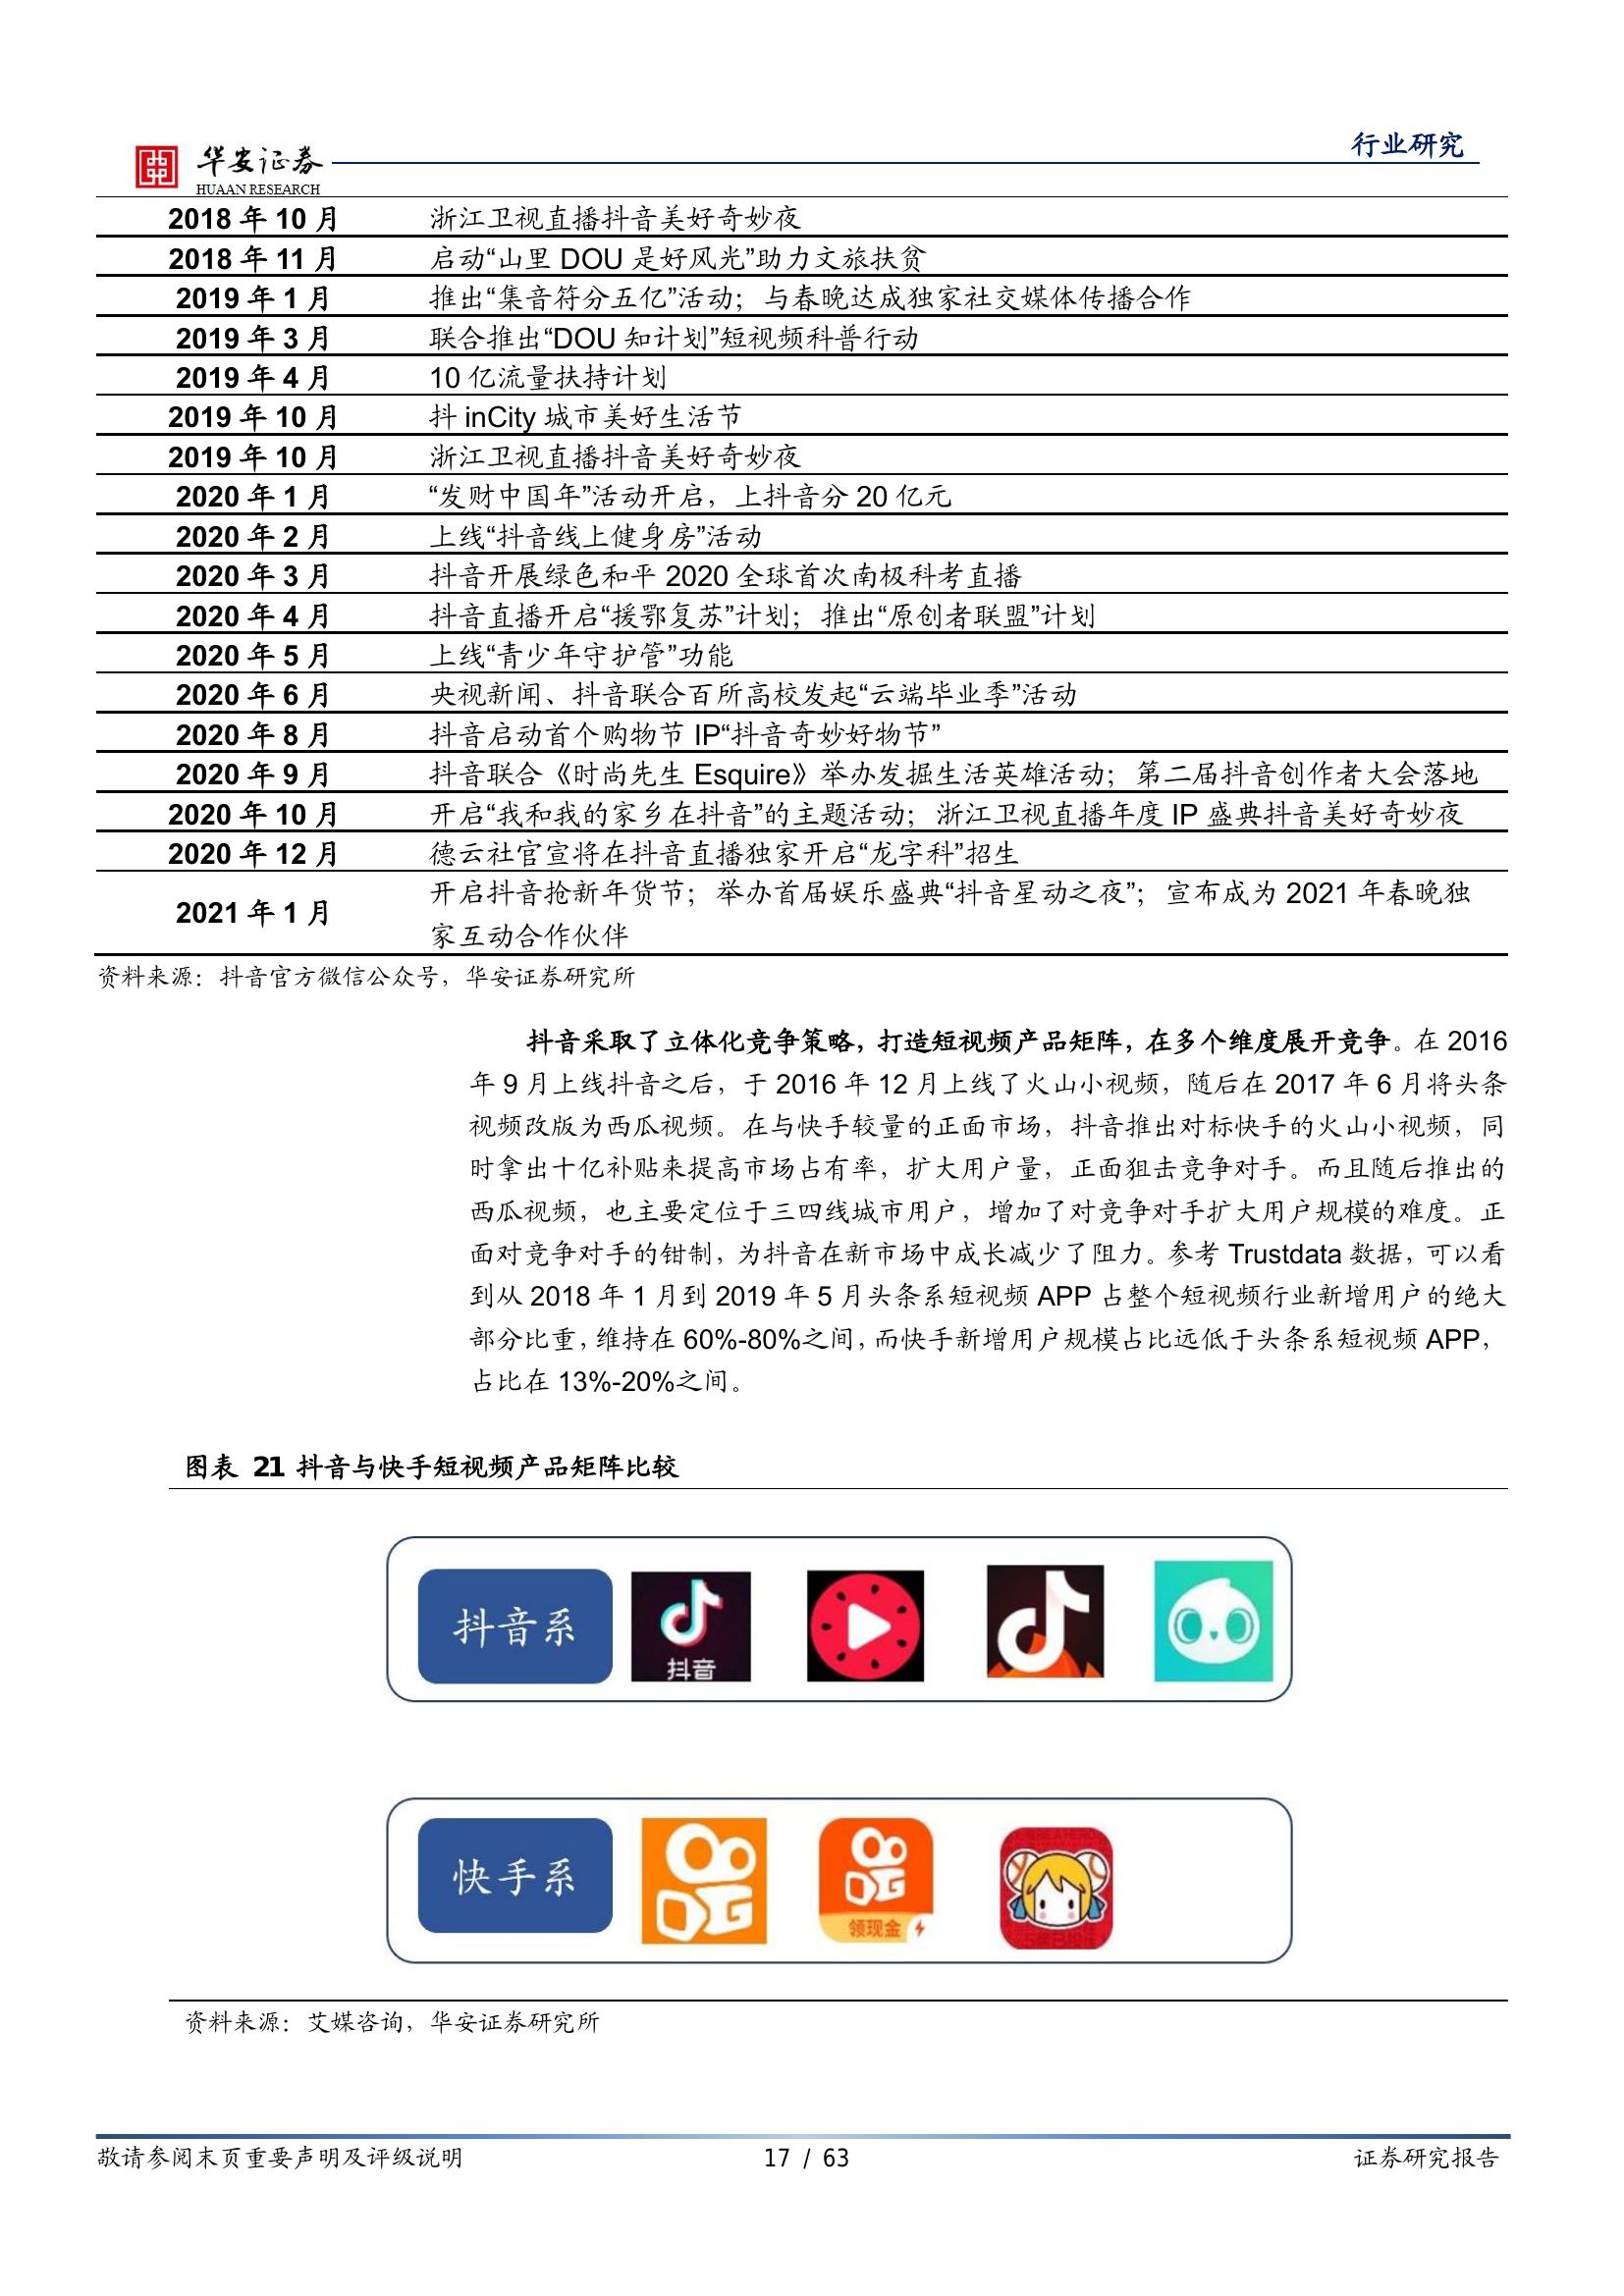 华安证券
HUAAN RESEARCH
行业研究
2018 年 10 月 浙江卫视直播抖音美好奇妙夜
2018 年 11 月 启动“山里 DOU 是好风光”助力文旅扶贫
2019 年 1 月 推出“集音符分五亿”活动；与春晚达成独家社交媒体传播合作
2019 年 3 月 联合推出“DOU 知计划”短视频科普行动
2019 年 4 月 10 亿流量扶持计划
2019 年 10 月 抖 inCity 城市美好生活节
2019 年 10 月 浙江卫视直播抖音美好奇妙夜
2020 年 1 月 “发财中国年”活动开启，上抖音分 20 亿元
2020 年 2 月 上线“抖音线上健身房”活动
2020 年 3 月 抖音开展绿色和平 2020 全球首次南极科考直播
2020 年 4 月 抖音直播开启“援鄂复苏”计划；推出“原创者联盟”计划
2020 年 5 月 上线“青少年守护管”功能
2020 年 6 月 央视新闻、抖音联合百所高校发起“云端毕业季”活动
2020 年 8 月 抖音启动首个购物节 IP“抖音奇妙好物节”
2020 年 9 月 抖音联合《时尚先生 Esquire》举办发掘生活英雄活动；第二届抖音创作者大会落地
2020 年 10 月 开启“我和我的家乡在抖音”的主题活动；浙江卫视直播年度 IP 盛典抖音美好奇妙夜
2020 年 12 月 德云社官宣将在抖音直播独家开启“龙字科”招生
2021 年 1 月 开启抖音抢新年货节；举办首届娱乐盛典“抖音星动之夜”；宣布成为 2021 年春晚独
家互动合作伙伴
资料来源：抖音官方微信公众号，华安证券研究所
抖音采取了立体化竞争策略，打造短视频产品矩阵，在多个维度展开竞争。在 2016
年 9 月上线抖音之后，于 2016 年 12 月上线了火山小视频，随后在 2017 年 6 月将头条
视频改版为西瓜视频。在与快手较量的正面市场，抖音推出对标快手的火山小视频，同
时拿出十亿补贴来提高市场占有率，扩大用户量，正面狙击竞争对手。而且随后推出的
西瓜视频，也主要定位于三四线城市用户，增加了对竞争对手扩大用户规模的难度。正
面对竞争对手的钳制，为抖音在新市场中成长减少了阻力。参考 Trustdata 数据，可以看
到从 2018 年 1 月到 2019 年 5 月头条系短视频 APP 占整个短视频行业新增用户的绝大
部分比重，维持在 60%-80%之间，而快手新增用户规模占比远低于头条系短视频 APP，
占比在 13%-20%之间。
图表 21 抖音与快手短视频产品矩阵比较
抖音系
抖音
快手系
领现金
资料来源：艾媒咨询，华安证券研究所
敬请参阅末页重要声明及评级说明 17 / 63 证券研究报告